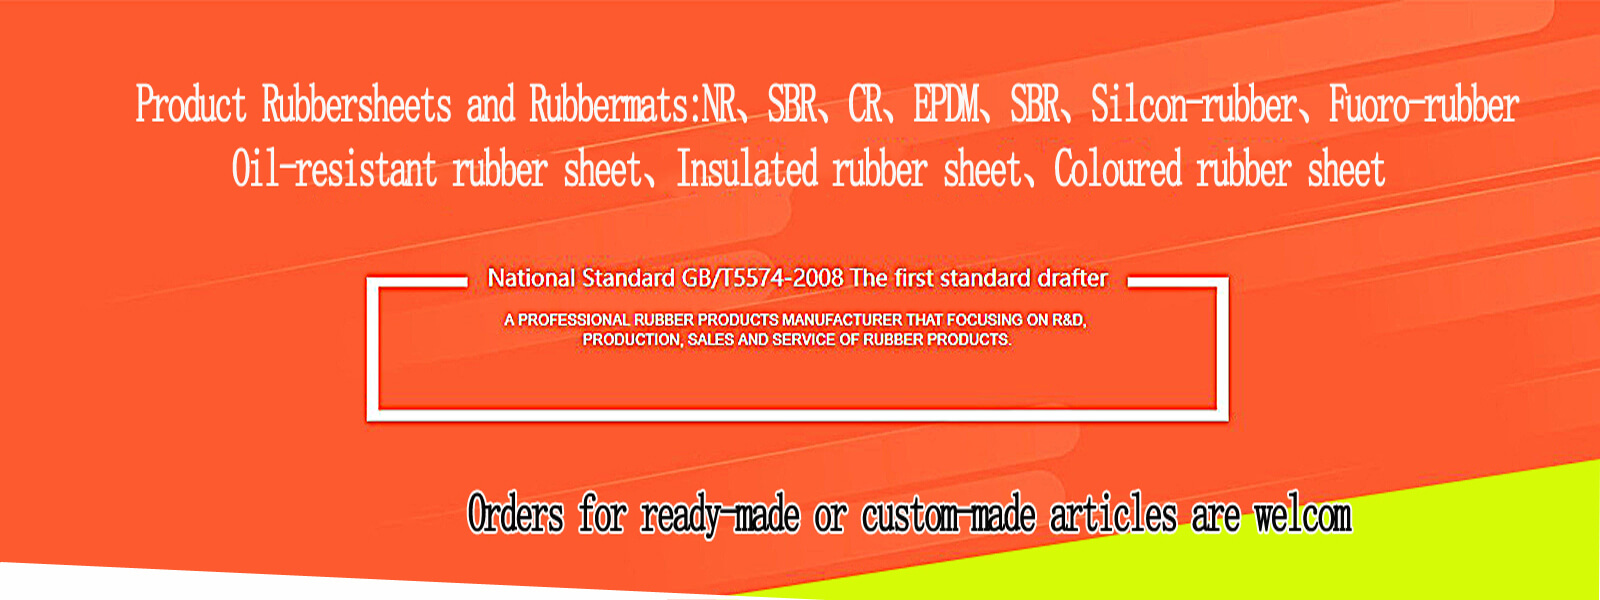 Product Rubbersheets and Rubbermats:NR、SBR、CR、EPDM、SBR、Silcon-rubber、Fuoro-rubber
Oil-resistant rubber sheet、Insulated rubber sheet、Coloured rubber sheet
National Standard GB/T5574-2008 The first standard drafter
A PROFESSIONAL RUBBER PRODUCTS MANUFACTURER THAT FOCUSING ON R&D,
PRODUCTION, SALES AND SERVICE OF RUBBER PRODUCTS.
Orders for ready-made or custom-made articles are welcom